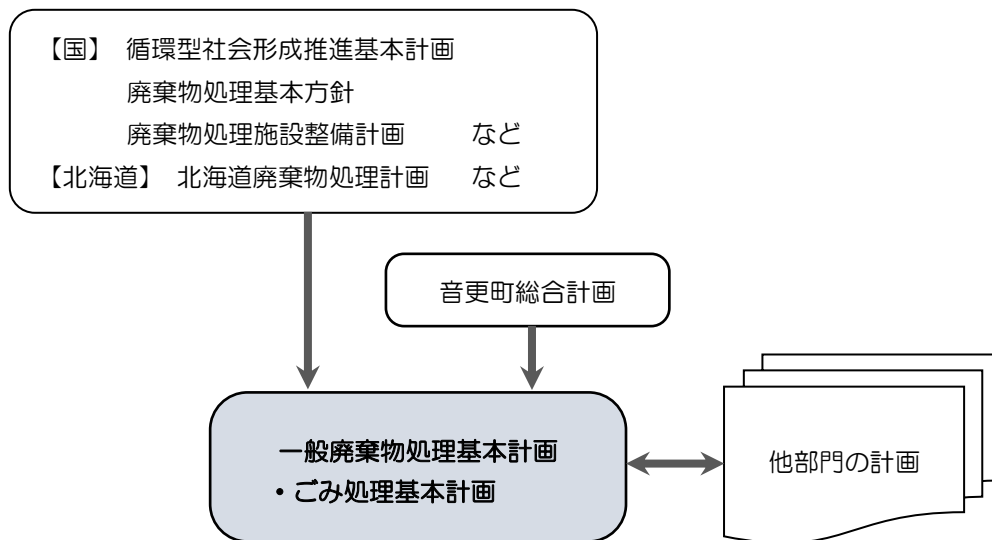 【国】 循環型社会形成推進基本計画
廃棄物処理基本方針
廃棄物処理施設整備計画 など
【北海道】 北海道廃棄物処理計画 など
音更町総合計画
一般廃棄物処理基本計画
・ごみ処理基本計画
他部門の計画